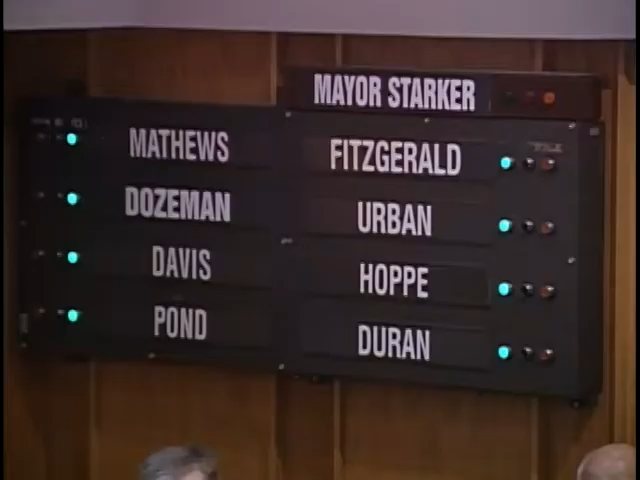 MAYOR STARKER
MATHEWS
FITZGERALD
DOZEMAN
URBAN
DAVIS
HOPPE
POND
DURAN